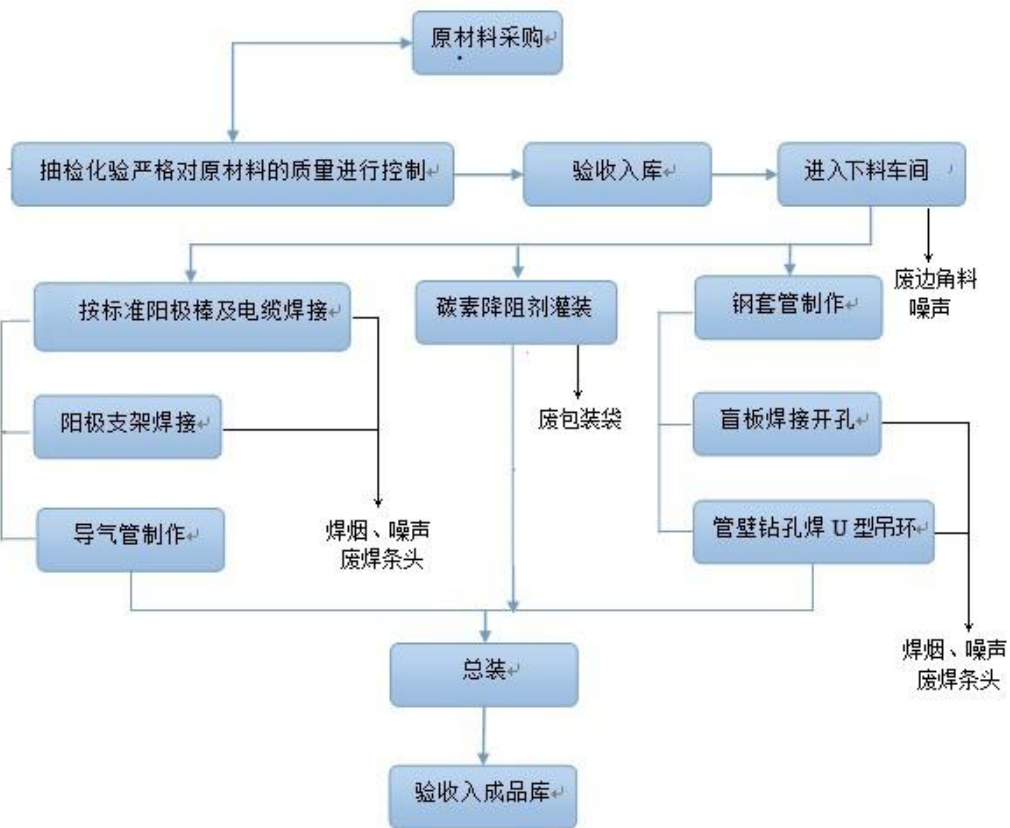 原材料采购
抽检化验严格对原材料的质量进行控制
验收入库
进入下料车间
废边角料
噪声
按标准阳极棒及电缆焊接
碳素降阻剂灌装
钢套管制作
废包装袋
阳极支架焊接
盲板焊接开孔
导气管制作
焊烟、噪声
废焊条头
管壁钻孔焊 U 型吊环
焊烟、噪声
废焊条头
总装
验收入成品库